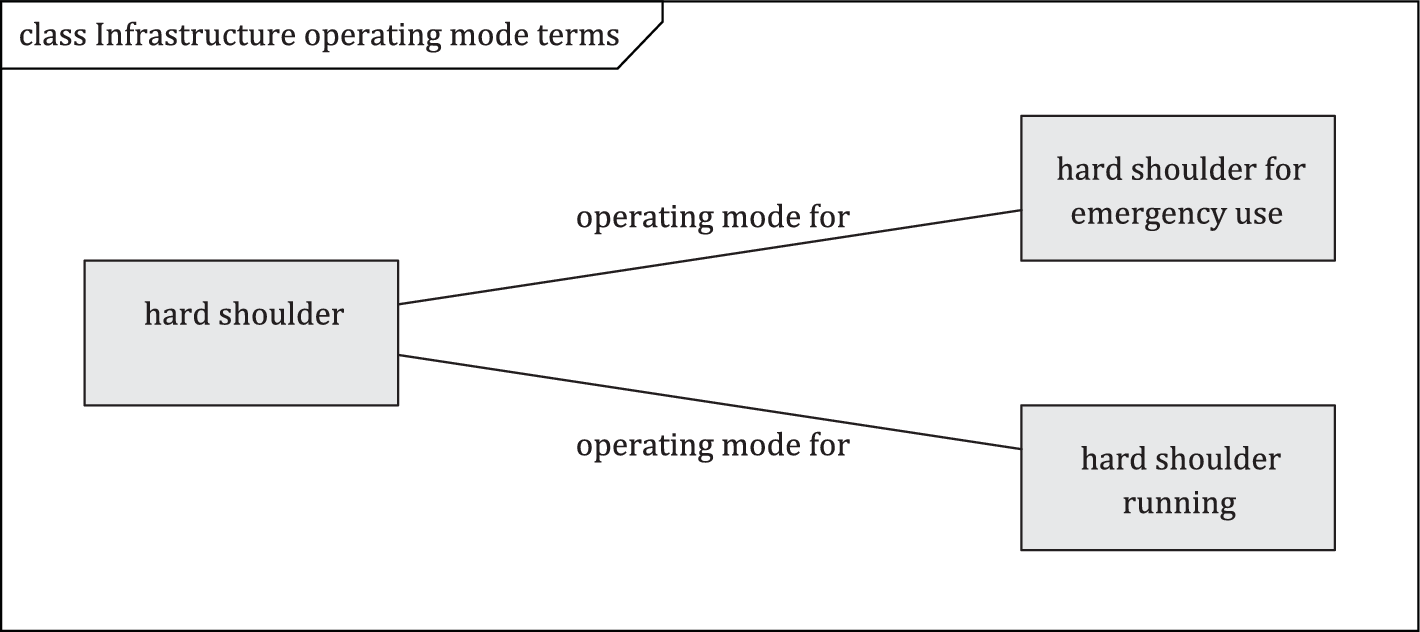 class Infrastructure operating mode terms
hard shoulder for
emergency use
operating mode for
hard shoulder
operating mode for
hard shoulder
running